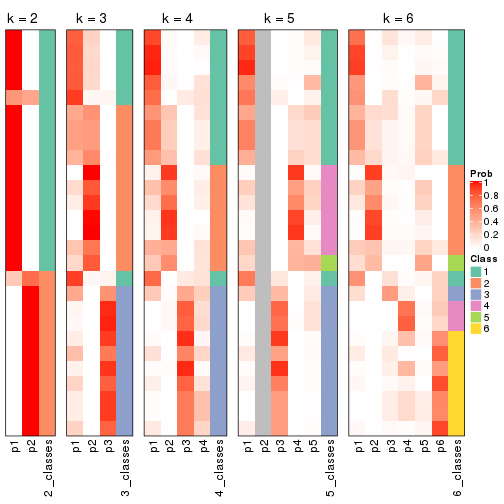 k = 2
k = 3
k = 4
k = 5
k = 6
p1
p2
2_classes
p1
p2
p3
3_classes
p1
p2
p3
p4
4_classes
p1
p2
p3
p4
p5
5_classes
p1
p2
p3
p4
p5
p6
6_classes
Prob
1
0.8
0.6
0.4
0.2
0
Class
1
2
3
4
5
6